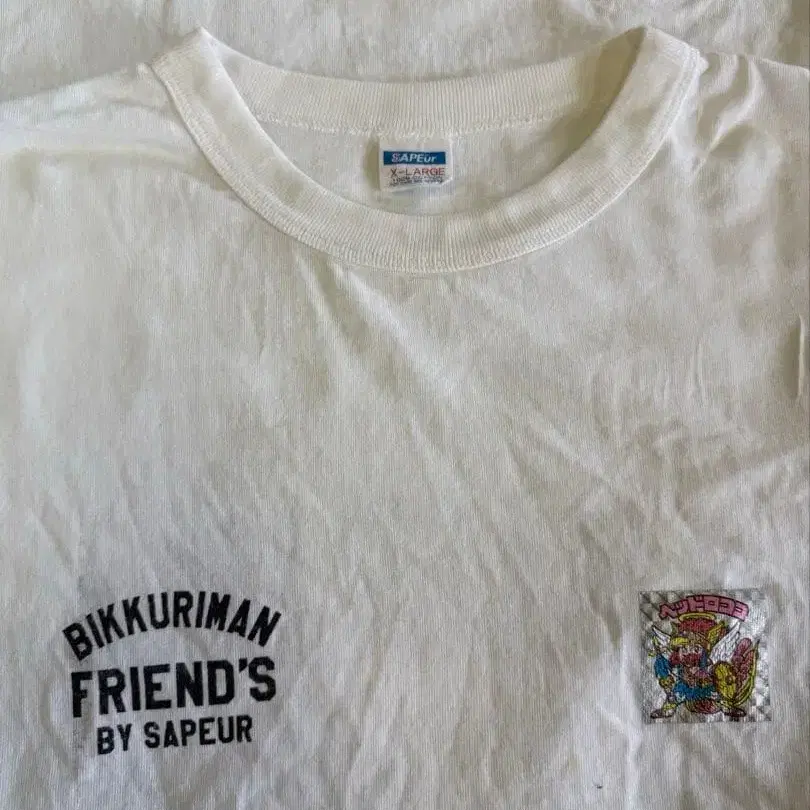 SAPEur
X-LARGE
BIKKURIMAN
FRIEND'S
BY SAPEUR
ヘッドロココ